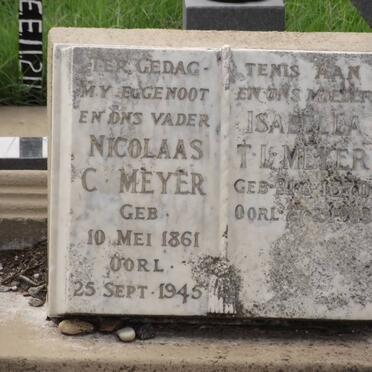 TER GEDAG-
MY EGGENOOT
EN ONS VADER
NICOLAAS
C. MEYER
GEB.
10 MEI 1861
OORL.
25 SEPT. 1945
TENIS AAN
EN ONS MOEDER
ISABELLA
MEYER
GEB.
OORL.